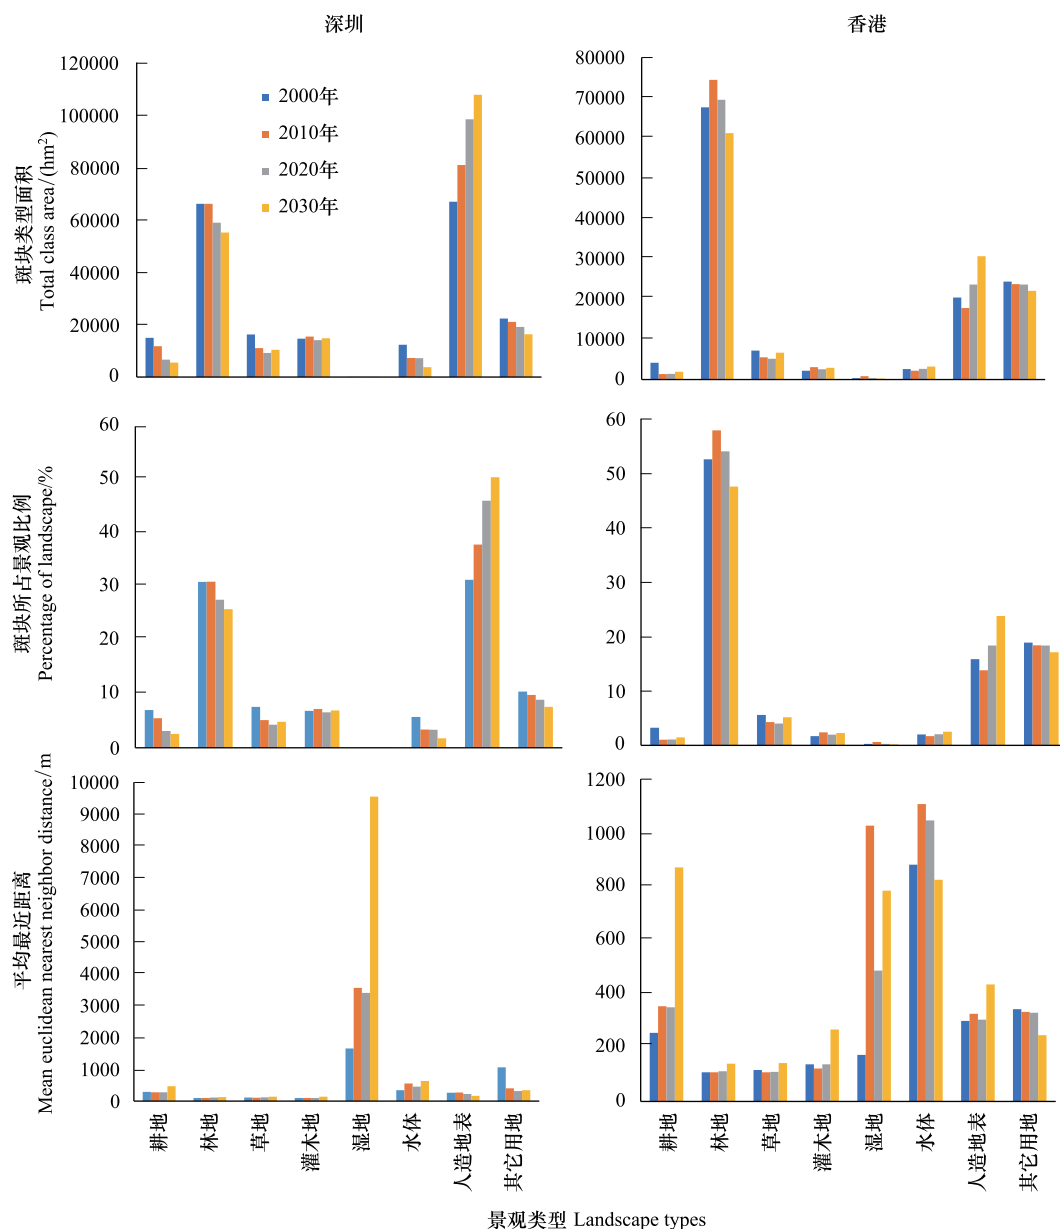 深圳
香港
斑块类型面积
Total class area/(hm²)
120000
100000
80000
60000
40000
20000
0
2000年
2010年
2020年
2030年
80000
70000
60000
50000
40000
30000
20000
10000
0
斑块所占景观比例
Percentage of landscape/%
60
50
40
30
20
10
0
60
50
40
30
20
10
0
平均最近距离
Mean euclidean nearest neighbor distance/m
10000
9000
8000
7000
6000
5000
4000
3000
2000
1000
0
1200
1000
800
600
400
200
0
耕地
林地
草地
灌木地
湿地
水体
人造地表
其它用地
耕地
林地
草地
灌木地
湿地
水体
人造地表
其它用地
景观类型 Landscape types